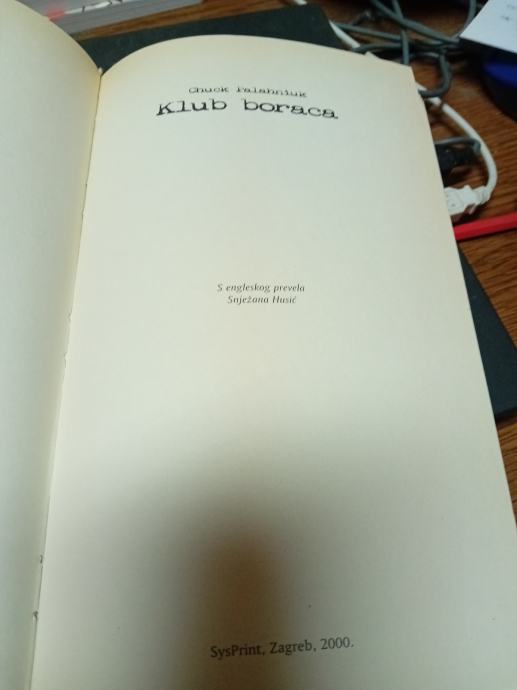 Chuck Palahniuk
Klub boraca
S engleskog prevela
Snježana Husić
SysPrint, Zagreb, 2000.